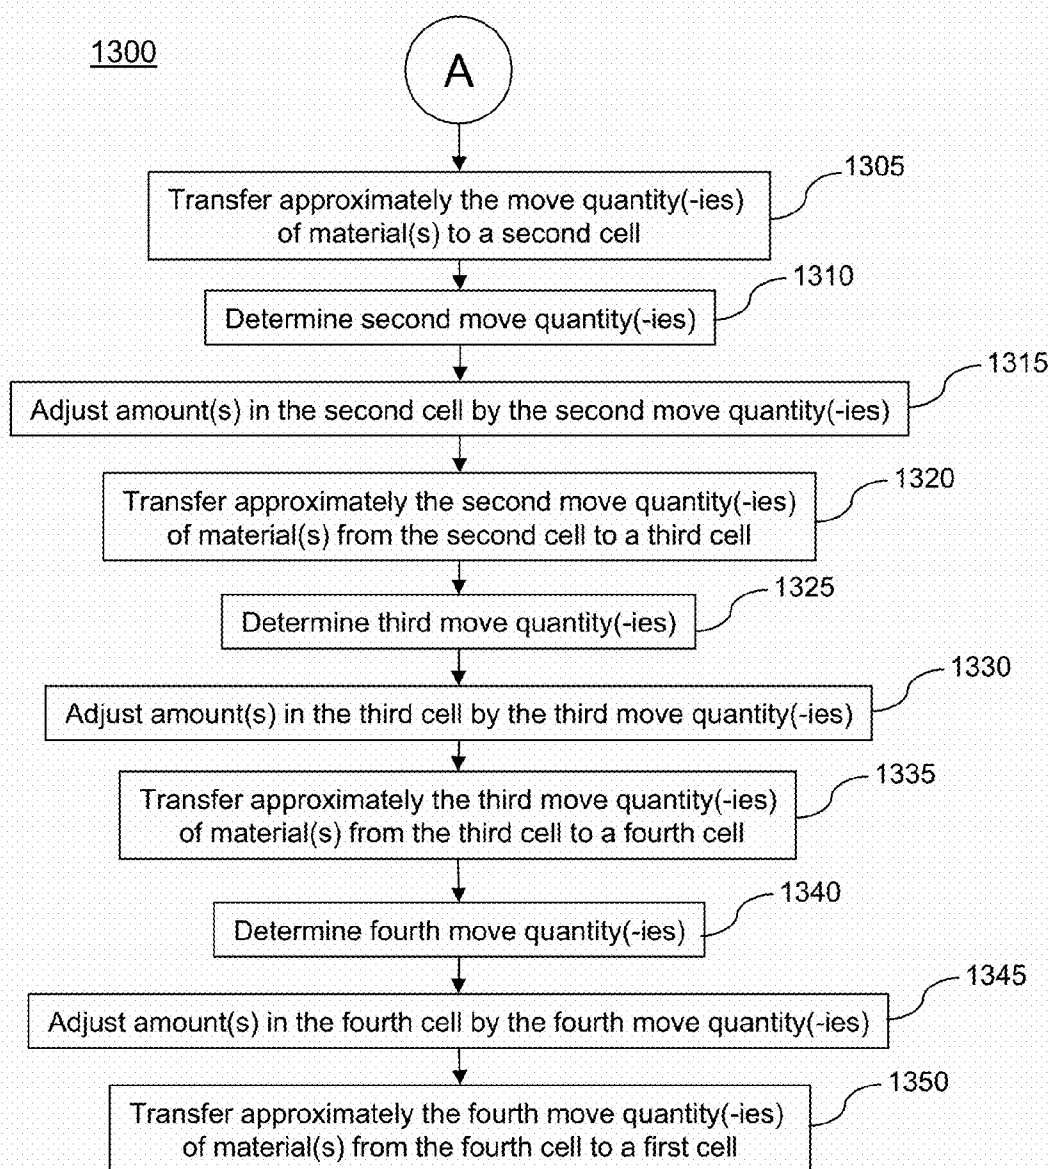 1300
A
1305
Transfer approximately the move quantity(-ies)
of material(s) to a second cell
1310
Determine second move quantity(-ies)
1315
Adjust amount(s) in the second cell by the second move quantity(-ies)
1320
Transfer approximately the second move quantity(-ies)
of material(s) from the second cell to a third cell
1325
Determine third move quantity(-ies)
1330
Adjust amount(s) in the third cell by the third move quantity(-ies)
1335
Transfer approximately the third move quantity(-ies)
of material(s) from the third cell to a fourth cell
1340
Determine fourth move quantity(-ies)
1345
Adjust amount(s) in the fourth cell by the fourth move quantity(-ies)
1350
Transfer approximately the fourth move quantity(-ies)
of material(s) from the fourth cell to a first cell